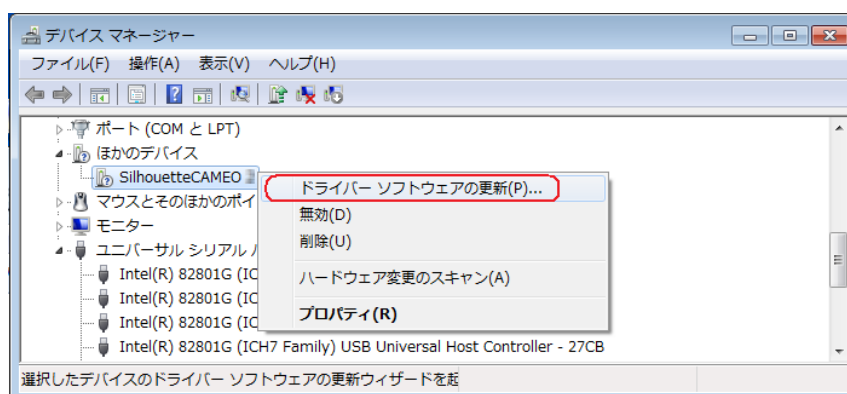 デバイス マネージャー
ファイル(F) 操作(A) 表示(V) ヘルプ(H)
ポート (COM と LPT)
ほかのデバイス
SilhouetteCAMEO
ドライバー ソフトウェアの更新(P)...
マウスとそのほかのポイ
無効(D)
モニター
削除(U)
ユニバーサル シリアル
Intel(R) 82801G (IC
ハードウェア変更のスキャン(A)
Intel(R) 82801G (IC
プロパティ(R)
Intel(R) 82801G (IC
Intel(R) 82801G (ICH7 Family) USB Universal Host Controller - 27CB
選択したデバイスのドライバー ソフトウェアの更新ウィザードを起